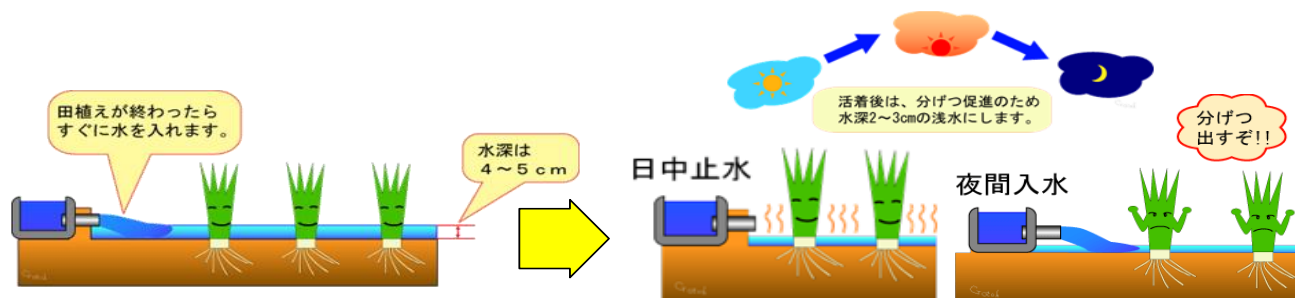 田植えが終わったら
すぐに水を入れます。
水深は
４～５ｃｍ
活着後は、分げつ促進のため
水深2～3cmの浅水にします。
日中止水
夜間入水
分げつ
出すぞ!!